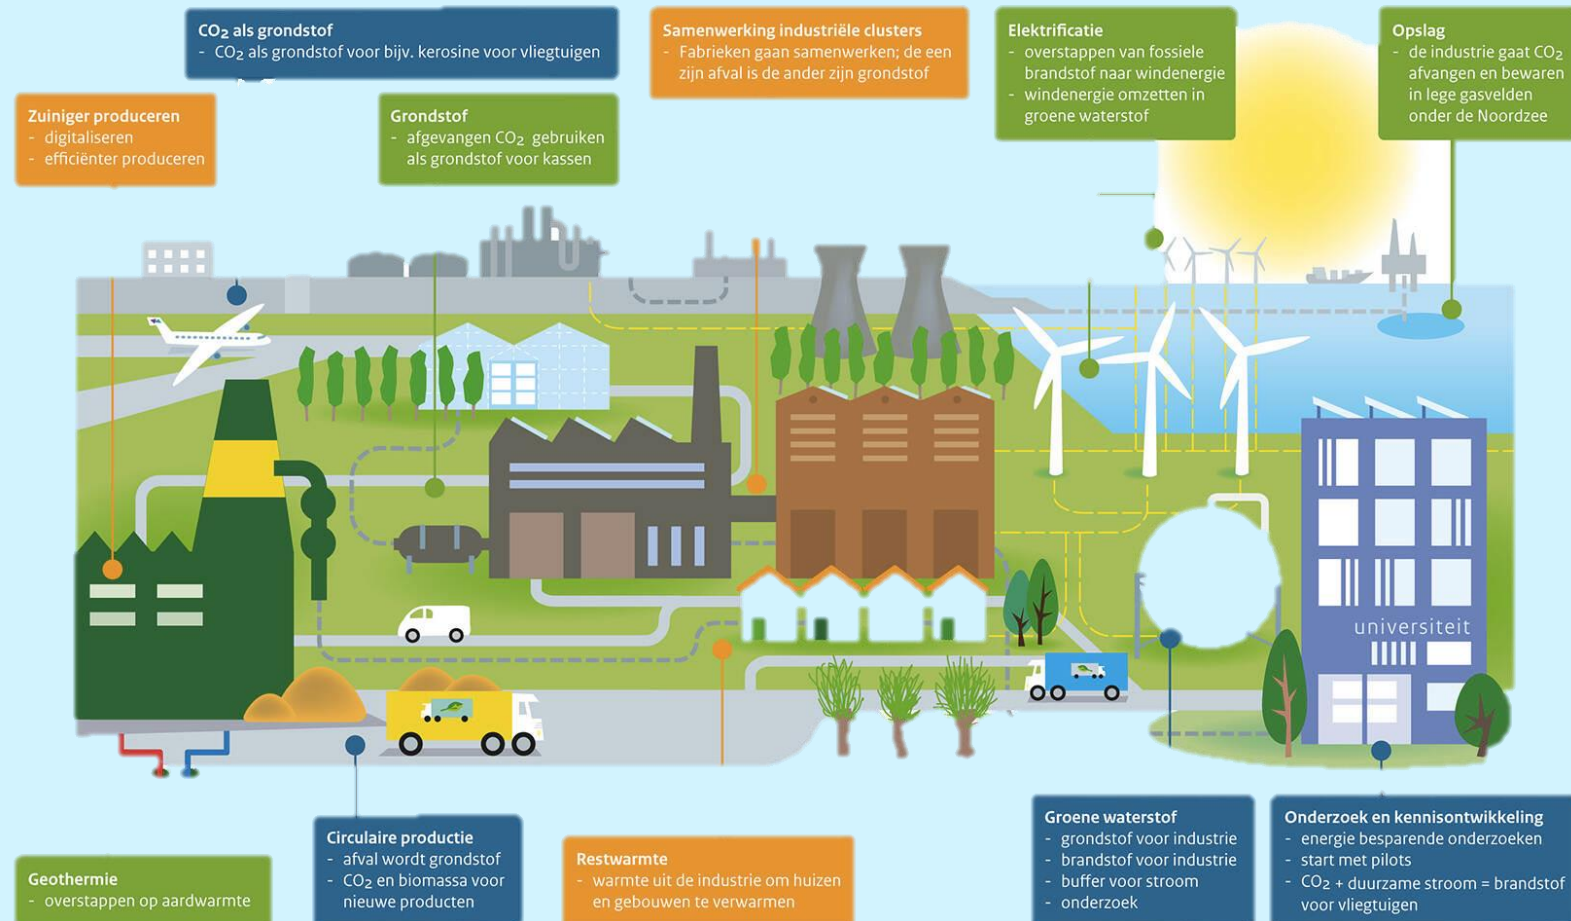 CO₂ als grondstof
- CO₂ als grondstof voor bijv. kerosine voor vliegtuigen
Samenwerking industriële clusters
- Fabrieken gaan samenwerken; de een
zijn afval is de ander zijn grondstof
Elektrificatie
- overstappen van fossiele
brandstof naar windenergie
- windenergie omzetten in
groene waterstof
Opslag
- de industrie gaat CO₂
afvangen en bewaren
in lege gasvelden
onder de Noordzee
Zuiniger produceren
- digitaliseren
- efficiënter produceren
Grondstof
- afgevangen CO₂ gebruiken
als grondstof voor kassen
universiteit
Geothermie
- overstappen op aardwarmte
Circulaire productie
- afval wordt grondstof
- CO₂ en biomassa voor
nieuwe producten
Restwarmte
- warmte uit de industrie om huizen
en gebouwen te verwarmen
Groene waterstof
- grondstof voor industrie
- brandstof voor industrie
- buffer voor stroom
- onderzoek
Onderzoek en kennisontwikkeling
- energie besparende onderzoeken
- start met pilots
- CO₂ + duurzame stroom = brandstof
voor vliegtuigen